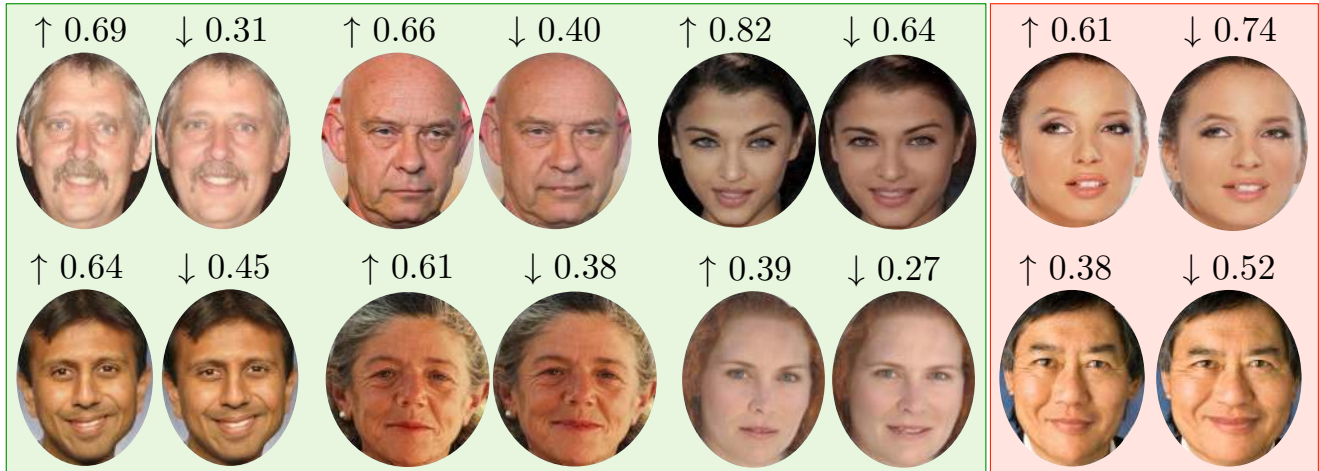 ↑ 0.69 ↓ 0.31 ↑ 0.66 ↓ 0.40 ↑ 0.82 ↓ 0.64 ↑ 0.61 ↓ 0.74
↑ 0.64 ↓ 0.45 ↑ 0.61 ↓ 0.38 ↑ 0.39 ↓ 0.27 ↑ 0.38 ↓ 0.52